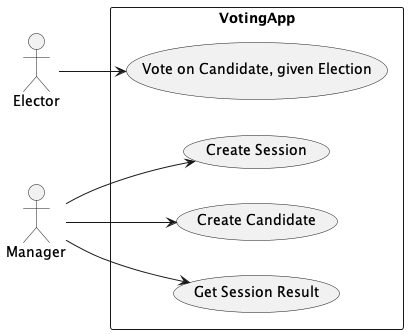 VotingApp
Vote on Candidate, given Election
Elector
Create Session
Create Candidate
Manager
Get Session Result